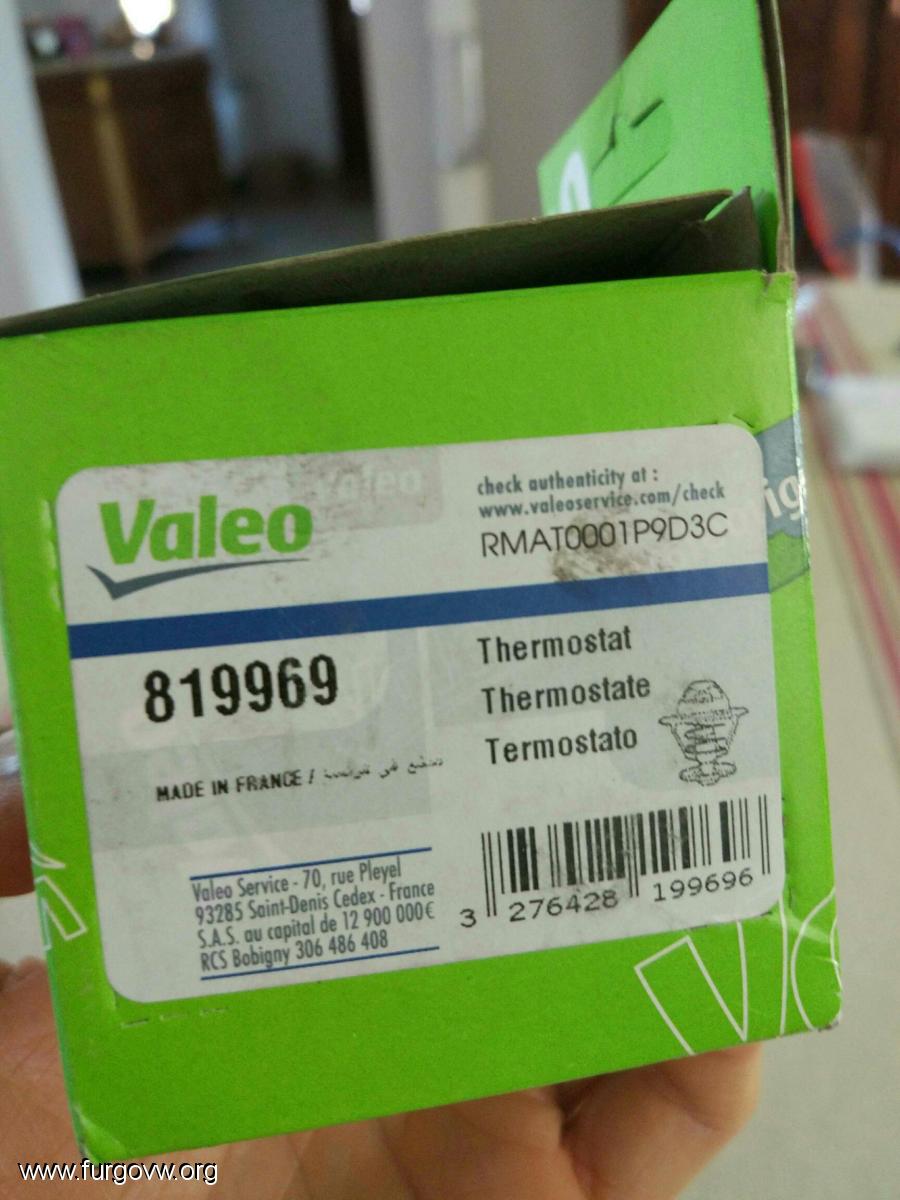 valeo
Valeo
check authenticity at :
www.valeoservice.com/check
RMAT0001P9D3C
819969
Thermostat
Thermostate
Termostato
MADE IN FRANCE / صنع في فرنسا
Valeo Service - 70, rue Pleyel
93285 Saint-Denis Cedex - France
S.A.S. au capital de 12 900 000€
RCS Bobigny 306 486 408
3 276428 199696
www.furgovw.org